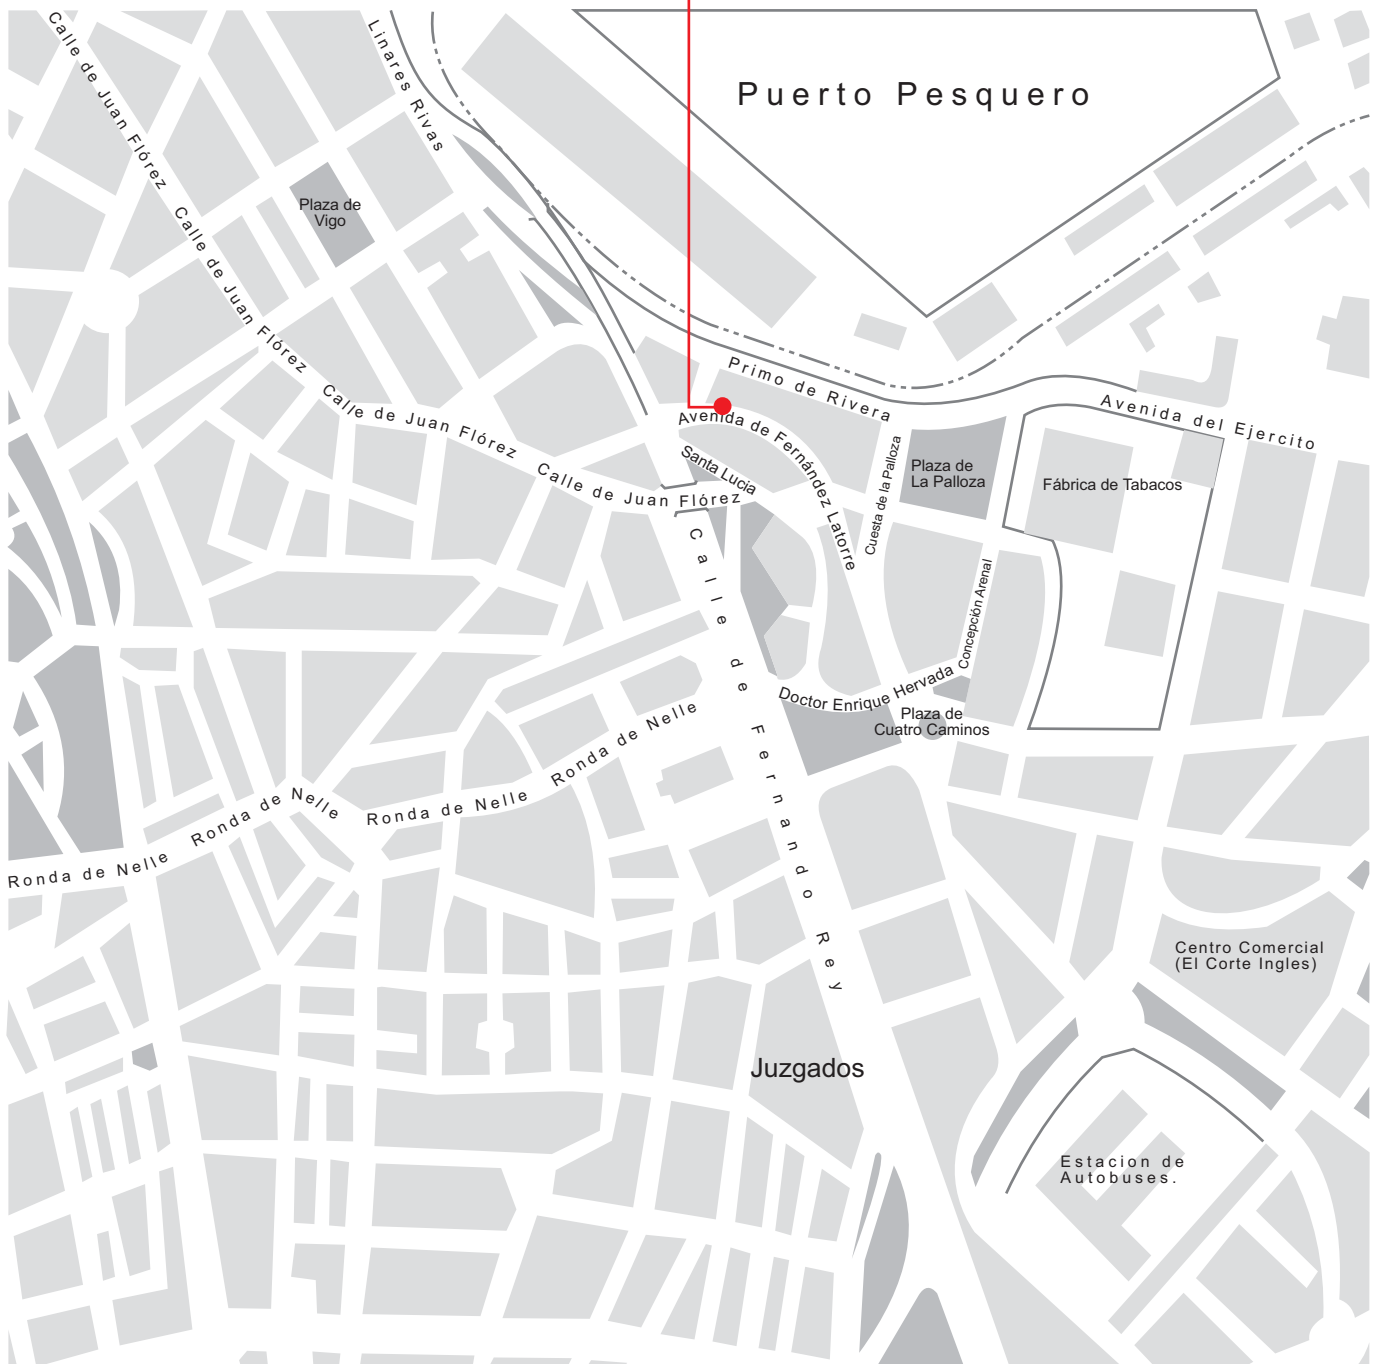 Calle de Juan Flórez
Linares Rivas
Puerto Pesquero
Plaza de
Vigo
Calle de Juan Flórez
Calle de Juan Flórez
Primo de Rivera
Avenida del Ejercito
Avenida de Fernández Latorre
Santa Lucia
Calle de Juan Flórez
Cuesta de la Palloza
Plaza de
La Palloza
Fábrica de Tabacos
Calle de Fernando Rey
Concepción Arenal
Doctor Enrique Hervada
Plaza de
Cuatro Caminos
Ronda de Nelle
Ronda de Nelle
Ronda de Nelle
Ronda de Nelle
Centro Comercial
(El Corte Ingles)
Juzgados
Estacion de
Autobuses.